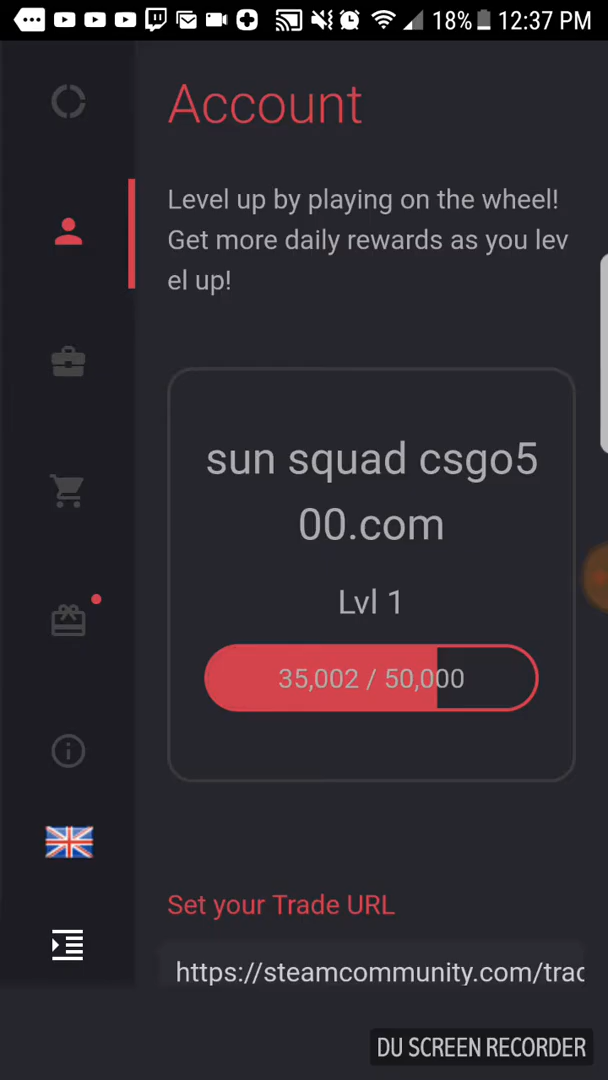 18% 12:37 PM
Account
Level up by playing on the wheel!
Get more daily rewards as you lev
el up!
sun squad csgo5
00.com
Lvl 1
35,002 / 50,000
Set your Trade URL
https://steamcommunity.com/trad
DU SCREEN RECORDER